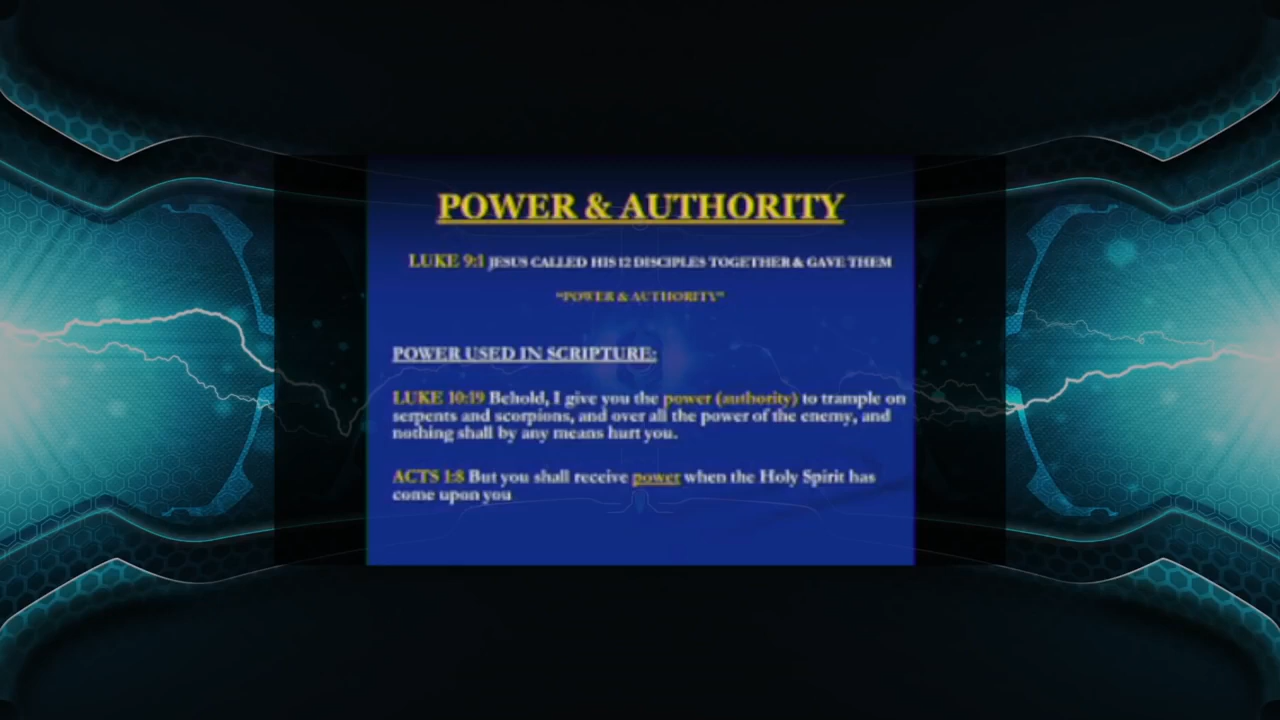 POWER & AUTHORITY
LUKE 9:1 JESUS CALLED HIS 12 DISCIPLES TOGETHER & GAVE THEM
“POWER & AUTHORITY”
POWER USED IN SCRIPTURE:
LUKE 10:19 Behold, I give you the power (authority) to trample on
serpents and scorpions, and over all the power of the enemy, and
nothing shall by any means hurt you.
ACTS 1:8 But you shall receive power when the Holy Spirit has
come upon you